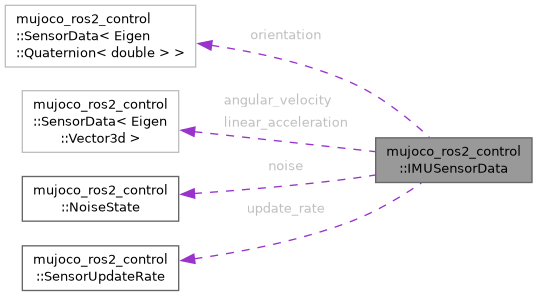 mujoco_ros2_control
::SensorData< Eigen
::Quaternion< double > >
orientation
mujoco_ros2_control
::SensorData< Eigen
::Vector3d >
angular_velocity
linear_acceleration
mujoco_ros2_control
::IMUSensorData
mujoco_ros2_control
::NoiseState
noise
mujoco_ros2_control
::SensorUpdateRate
update_rate